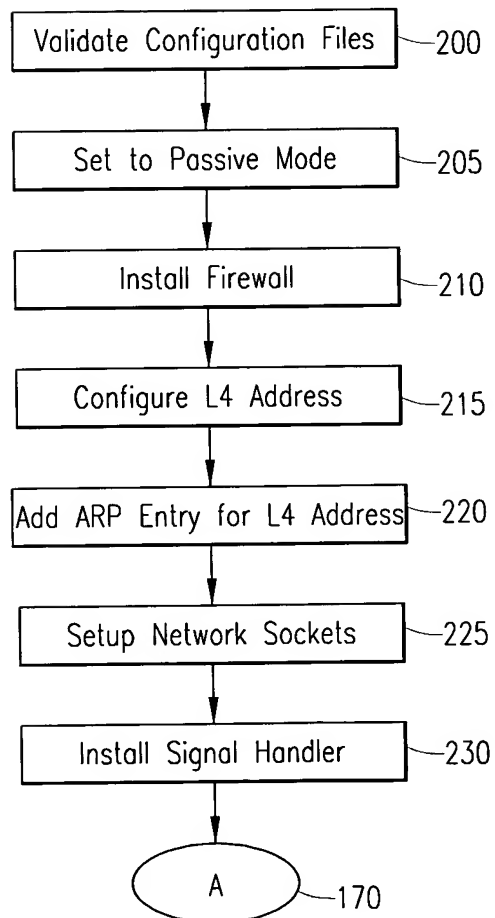 Validate Configuration Files 200
Set to Passive Mode 205
Install Firewall 210
Configure L4 Address 215
Add ARP Entry for L4 Address 220
Setup Network Sockets 225
Install Signal Handler 230
A 170